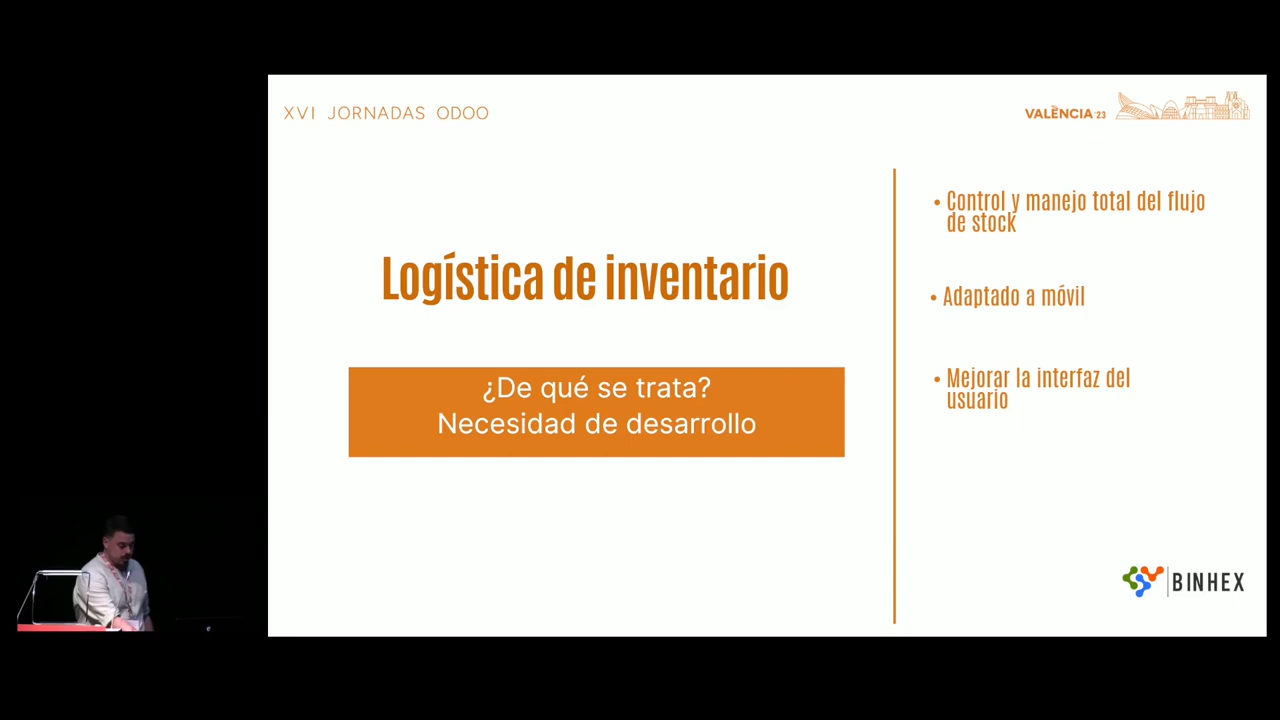 XVI JORNADAS ODOO
VALÈNCIA 23
Logística de inventario
¿De qué se trata?
Necesidad de desarrollo
• Control y manejo total del flujo
de stock
• Adaptado a móvil
• Mejorar la interfaz del
usuario
BINHEX